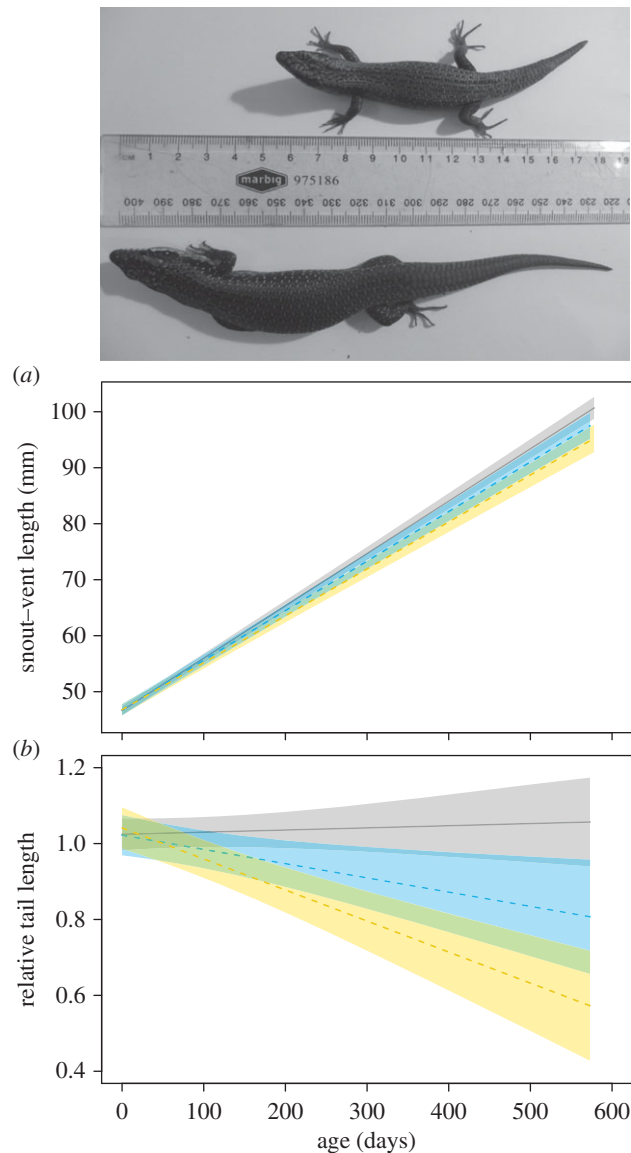 CM 1 2 3 4 5 6 7 8 9 10 11 12 13 14 15 16 17 18 19
marbig 975186
400 390 380 370 360 350 340 330 320 310 300 290 280 270 260 250 240 230 220
(a)
100
90
80
70
60
50
snout–vent length (mm)
(b)
1.2
1.0
0.8
0.6
0.4
relative tail length
0 100 200 300 400 500 600
age (days)